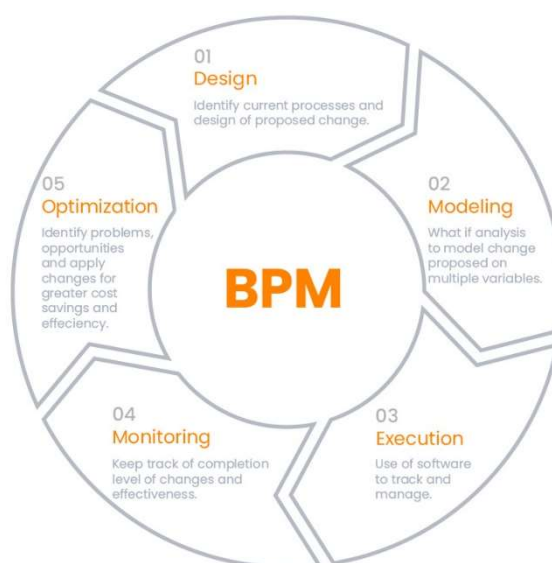 01
Design
Identify current processes and
design of proposed change.
02
Modeling
What if analysis
to model change
proposed on
multiple variables.
03
Execution
Use of software
to track and
manage.
04
Monitoring
Keep track of completion
level of changes and
effectiveness.
05
Optimization
Identify problems,
opportunities
and apply
changes for
greater cost
savings and
effeciency.
BPM